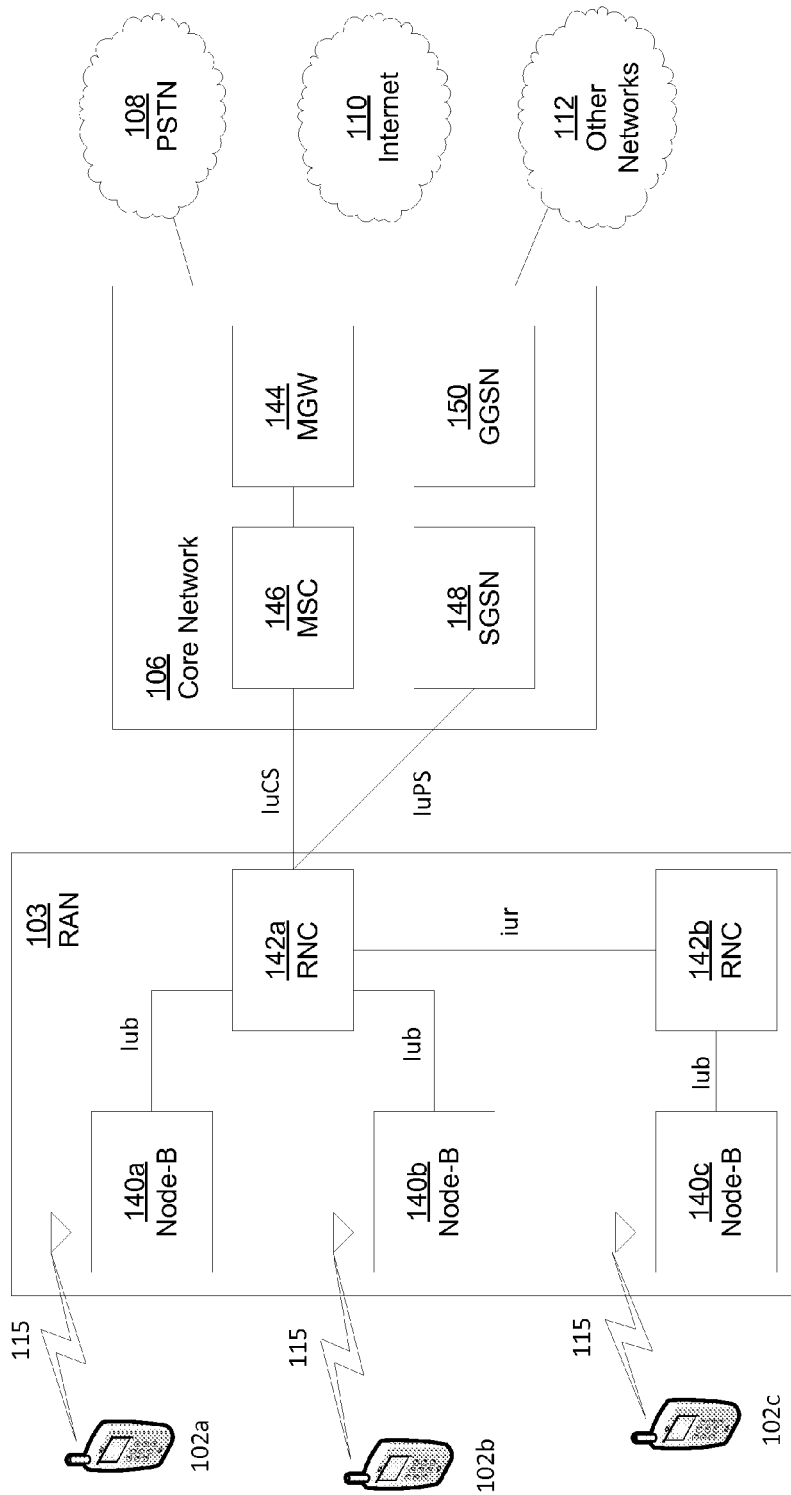 103
RAN
106
Core Network
102a
115
140a
Node-B
Iub
142a
RNC
IuCS
146
MSC
144
MGW
108
PSTN
102b
115
140b
Node-B
Iub
IuPS
148
SGSN
150
GGSN
110
Internet
iur
102c
115
140c
Node-B
Iub
142b
RNC
112
Other
Networks